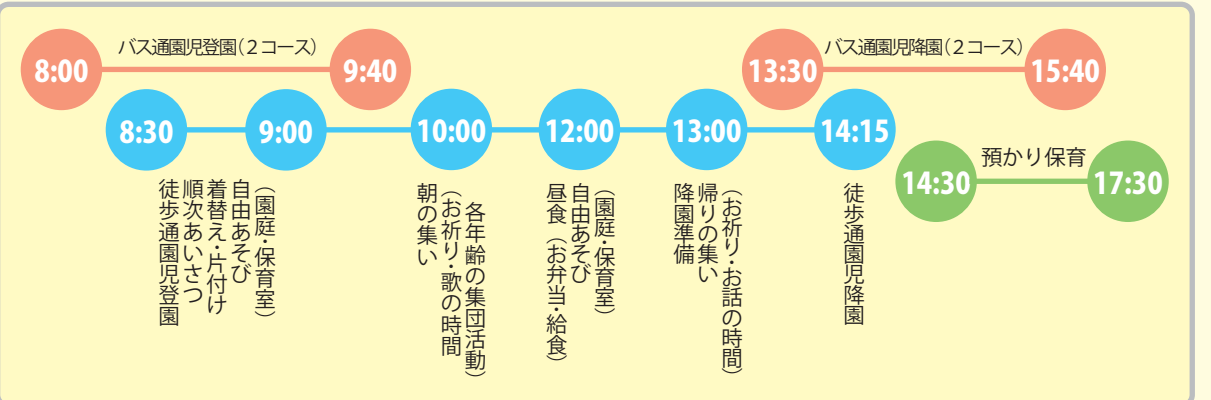 バス通園児登園（２コース）
8:00
9:40
バス通園児降園（２コース）
13:30
15:40
8:30
9:00
10:00
12:00
13:00
14:15
預かり保育
14:30
17:30
徒歩通園児登園
順次あいさつ
着替え・片付け
自由あそび
（園庭・保育室）
朝の集い
（お祈り・歌の時間
各年齢の集団活動）
昼食（お弁当・給食）
自由あそび
（園庭・保育室）
降園準備
帰りの集い
（お祈り・お話の時間）
徒歩通園児降園